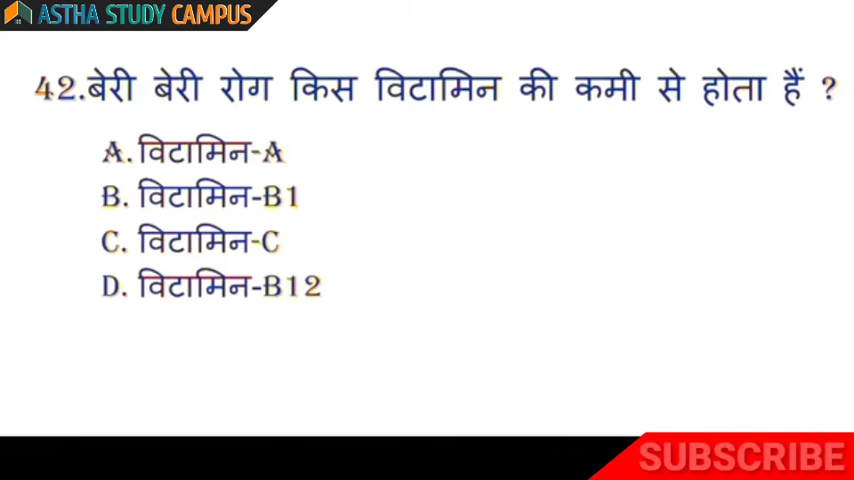 ASTHA STUDY CAMPUS
42.बेरी बेरी रोग किस विटामिन की कमी से होता हैं ?
A. विटामिन-A
B. विटामिन-B1
C. विटामिन-C
D. विटामिन-B12
SUBSCRIBE